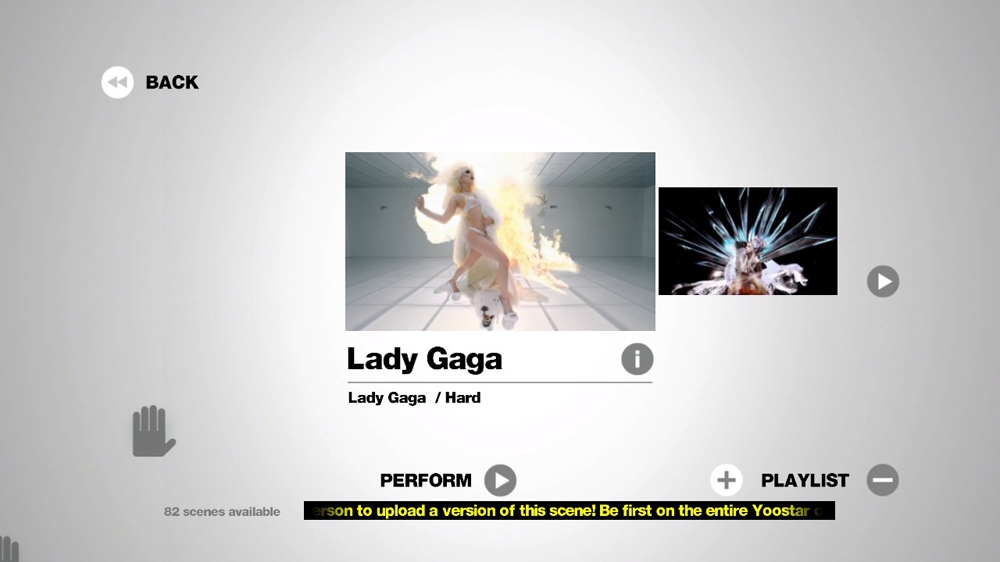 BACK
Lady Gaga
Lady Gaga / Hard
PERFORM
PLAYLIST
82 scenes available
to upload a version of this scene! Be first on the entire Yoostar